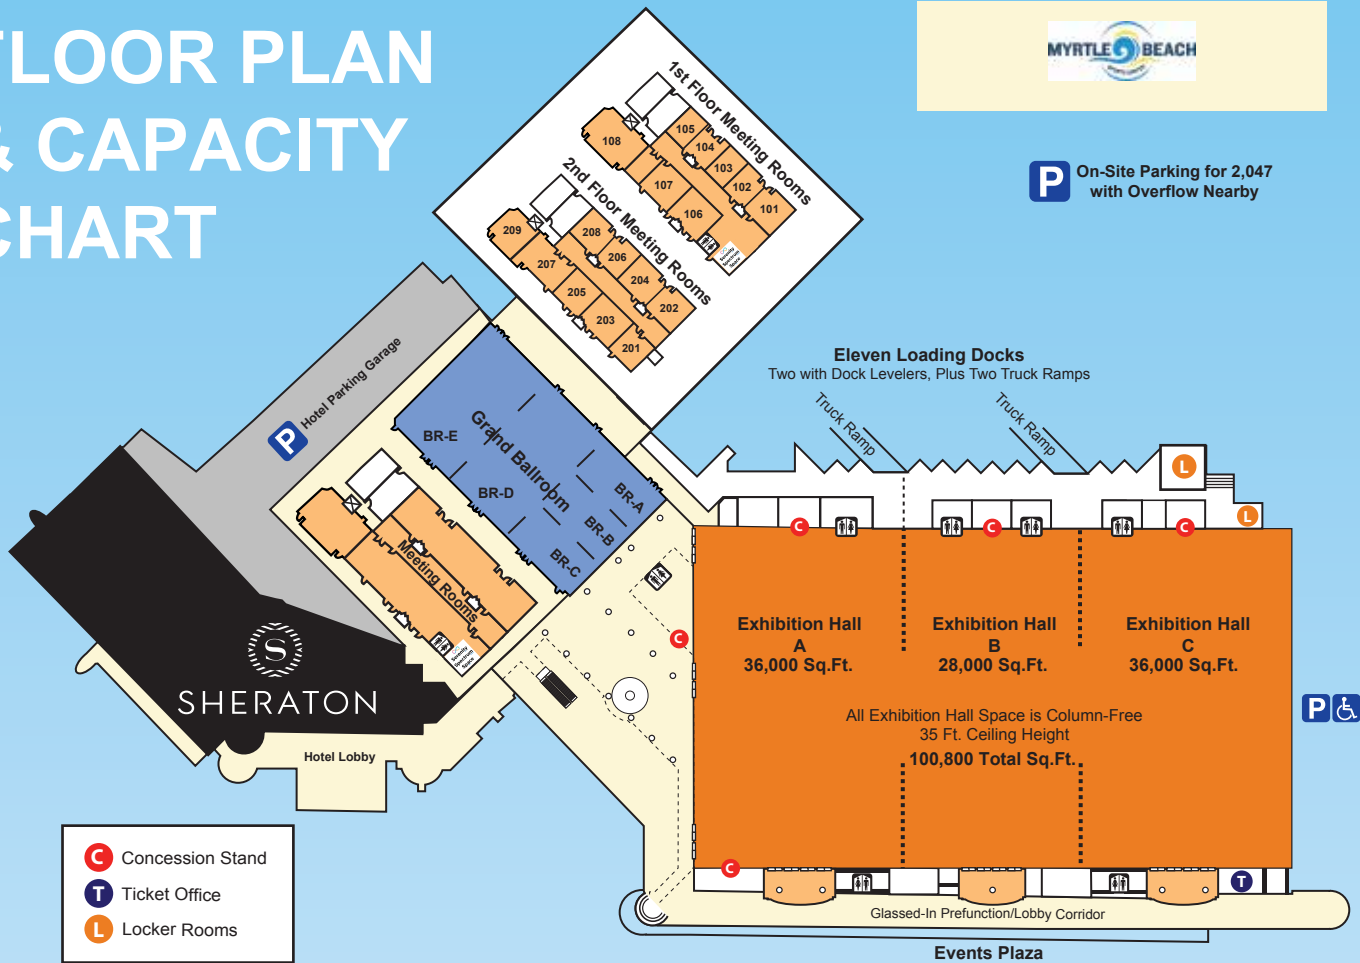 FLOOR PLAN
& CAPACITY
CHART
MYRTLE BEACH
P
On-Site Parking for 2,047
with Overflow Nearby
1st Floor Meeting Rooms
105
104
103
102
101
108
107
106
Serenity
Spectrum
Space
2nd Floor Meeting Rooms
209
208
207
206
205
204
203
202
201
Hotel Parking Garage
P
Grand Ballroom
BR-E
BR-D
BR-A
BR-B
BR-C
Meeting Rooms
Serenity
Spectrum
Space
S
SHERATON
Hotel Lobby
Eleven Loading Docks
Two with Dock Levelers, Plus Two Truck Ramps
Truck Ramp
Truck Ramp
L
L
C
C
C
C
Exhibition Hall
A
36,000 Sq.Ft.
Exhibition Hall
B
28,000 Sq.Ft.
Exhibition Hall
C
36,000 Sq.Ft.
All Exhibition Hall Space is Column-Free
35 Ft. Ceiling Height
100,800 Total Sq.Ft.
P
C
T
Glassed-In Prefunction/Lobby Corridor
Events Plaza
C Concession Stand
T Ticket Office
L Locker Rooms